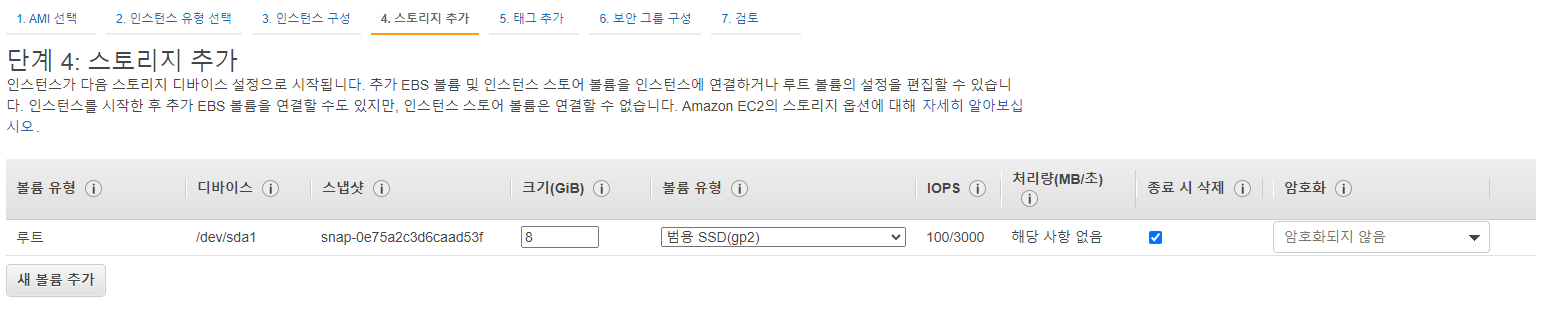 1. AMI 선택 2. 인스턴스 유형 선택 3. 인스턴스 구성 4. 스토리지 추가 5. 태그 추가 6. 보안 그룹 구성 7. 검토
단계 4: 스토리지 추가
인스턴스가 다음 스토리지 디바이스 설정으로 시작됩니다. 추가 EBS 볼륨 및 인스턴스 스토어 볼륨을 인스턴스에 연결하거나 루트 볼륨의 설정을 편집할 수 있습니
다. 인스턴스를 시작한 후 추가 EBS 볼륨을 연결할 수도 있지만, 인스턴스 스토어 볼륨은 연결할 수 없습니다. Amazon EC2의 스토리지 옵션에 대해 자세히 알아보십
시오.
볼륨 유형 i 디바이스 i 스냅샷 i 크기(GiB) i 볼륨 유형 i IOPS i 처리량(MB/초) i 종료 시 삭제 i 암호화 i
루트 /dev/sda1 snap-0e75a2c3d6caad53f 8 범용 SSD(gp2) 100/3000 해당 사항 없음 암호화되지 않음
새 볼륨 추가